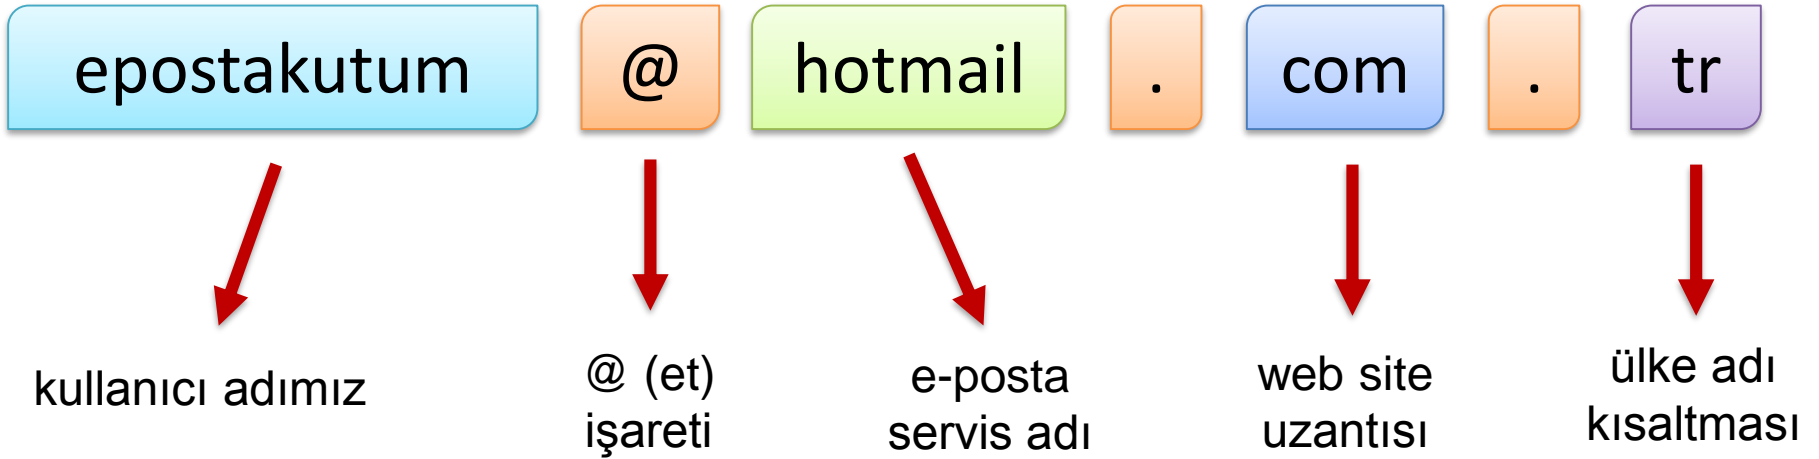 epostakutum @ hotmail . com . tr
kullanıcı adımız
@ (et)
işareti
e-posta
servis adı
web site
uzantısı
ülke adı
kısaltması